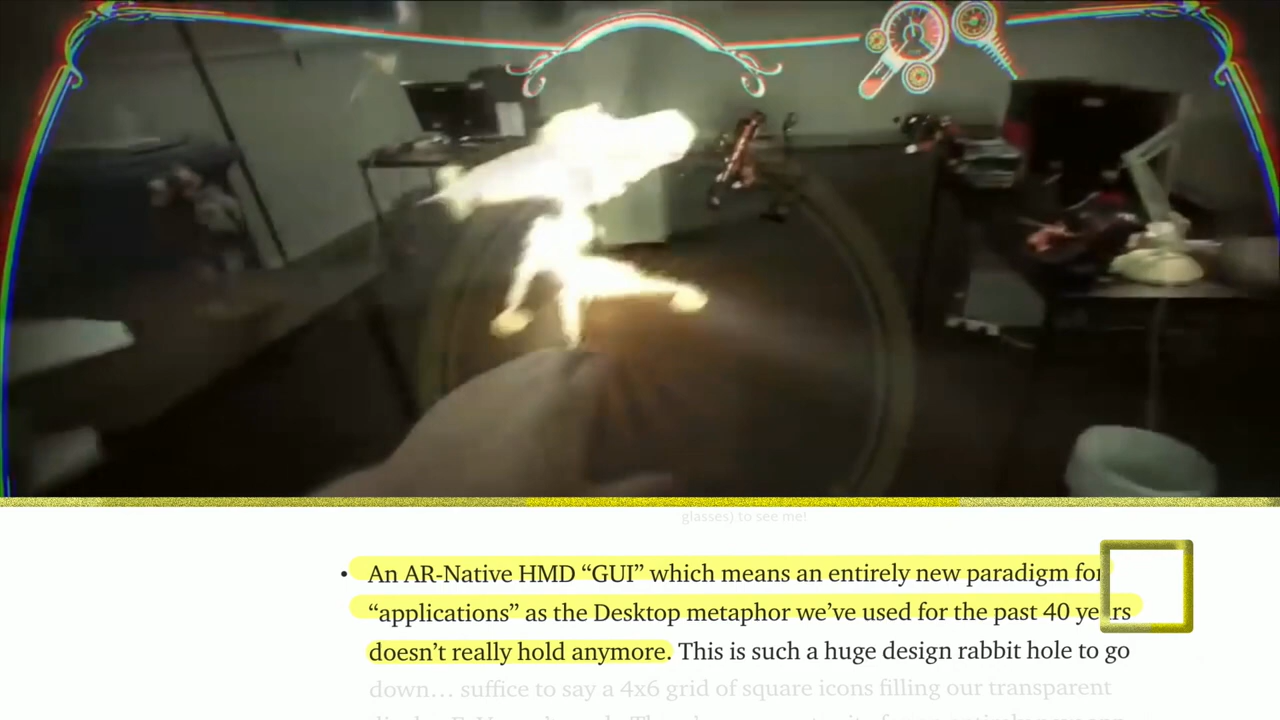 glasses) to see me!
• An AR-Native HMD “GUI” which means an entirely new paradigm for
“applications” as the Desktop metaphor we’ve used for the past 40 years
doesn’t really hold anymore. This is such a huge design rabbit hole to go
down… suffice to say a 4x6 grid of square icons filling our transparent